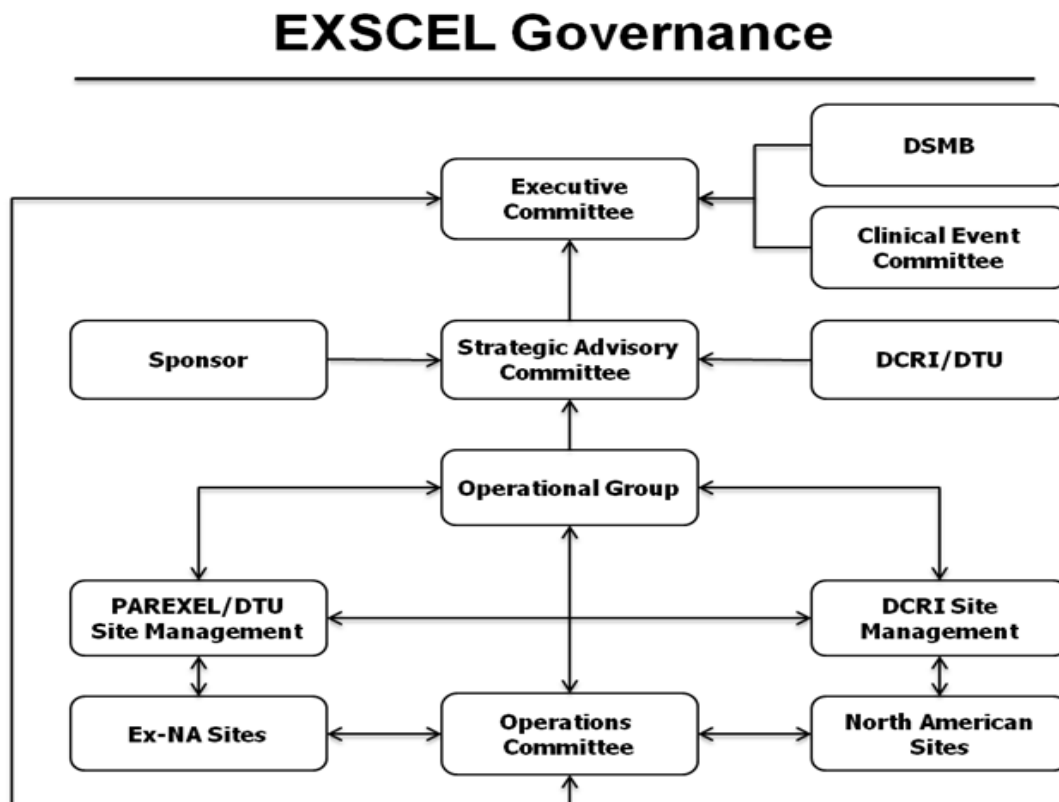 EXSCEL Governance
DSMB
Executive
Committee
Clinical Event
Committee
Sponsor
Strategic Advisory
Committee
DCRI/DTU
Operational Group
PAREXEL/DTU
Site Management
DCRI Site
Management
Ex-NA Sites
Operations
Committee
North American
Sites